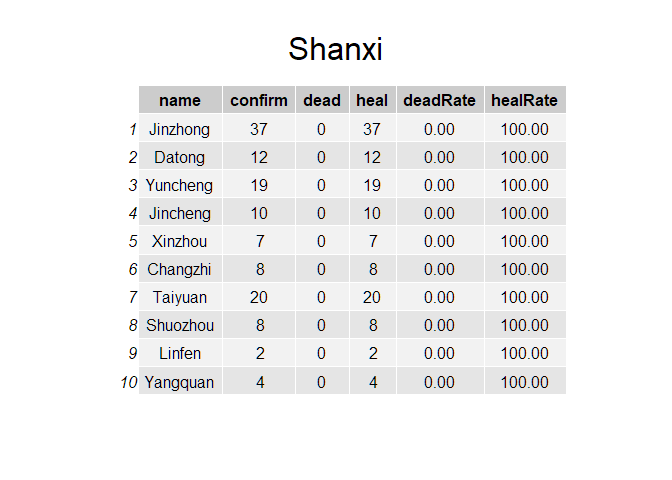 Shanxi
name confirm dead heal deadRate healRate
1 Jinzhong 37 0 37 0.00 100.00
2 Datong 12 0 12 0.00 100.00
3 Yuncheng 19 0 19 0.00 100.00
4 Jincheng 10 0 10 0.00 100.00
5 Xinzhou 7 0 7 0.00 100.00
6 Changzhi 8 0 8 0.00 100.00
7 Taiyuan 20 0 20 0.00 100.00
8 Shuozhou 8 0 8 0.00 100.00
9 Linfen 2 0 2 0.00 100.00
10 Yangquan 4 0 4 0.00 100.00